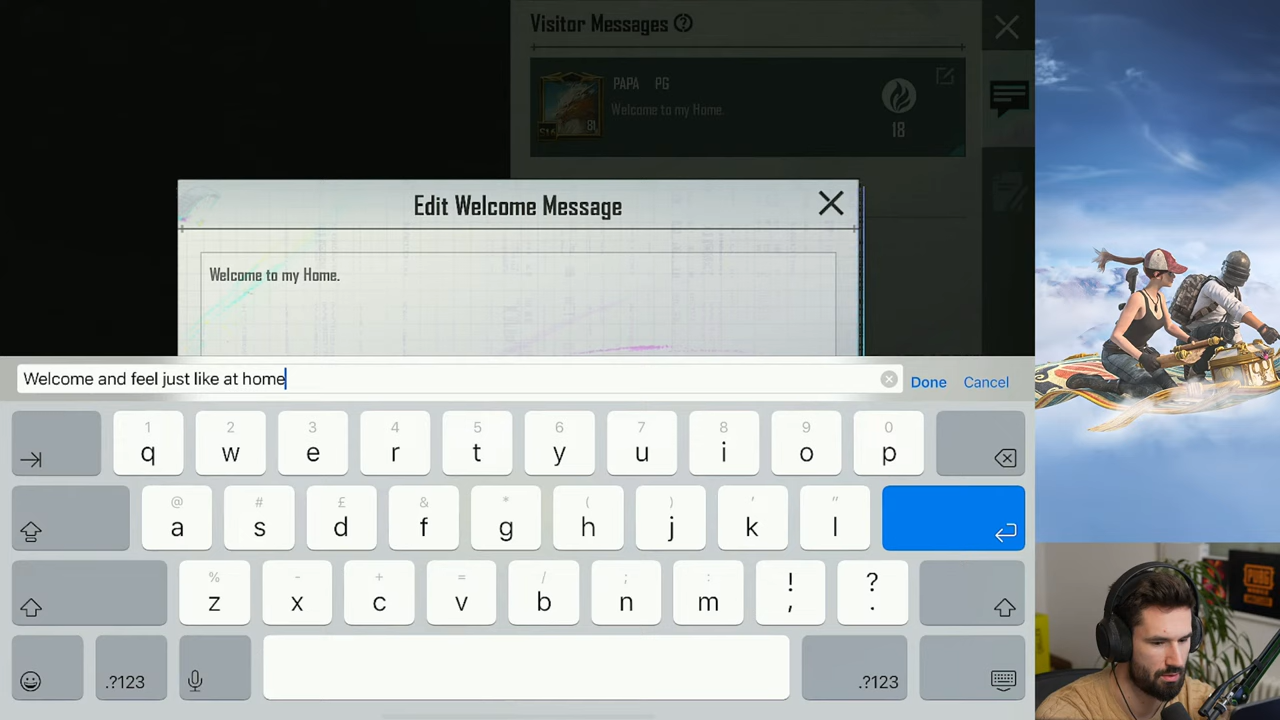 Visitor Messages ?
PAPA PG
Welcome to my Home.
18
Edit Welcome Message
Welcome to my Home.
Welcome and feel just like at home
Done Cancel
1 2 3 4 5 6 7 8 9 0
q w e r t y u i o p
@ # £ & * ( ) ' "
a s d f g h j k l
% - + = / ; : ! ?
z x c v b n m , .
.?123 .?123